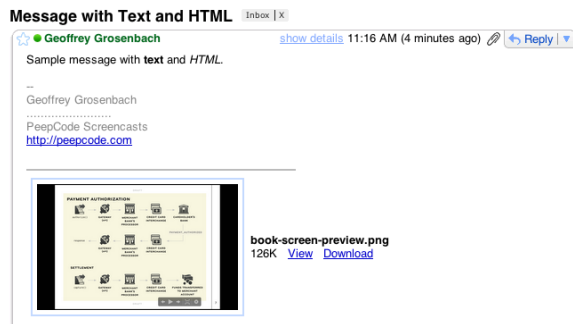 Message with Text and HTML Inbox | X
Geoffrey Grosenbach show details 11:16 AM (4 minutes ago) Reply
Sample message with text and HTML.
--
Geoffrey Grosenbach
........................
PeepCode Screencasts
http://peepcode.com
PAYMENT AUTHORIZATION
SETTLEMENT
book-screen-preview.png
126K View Download